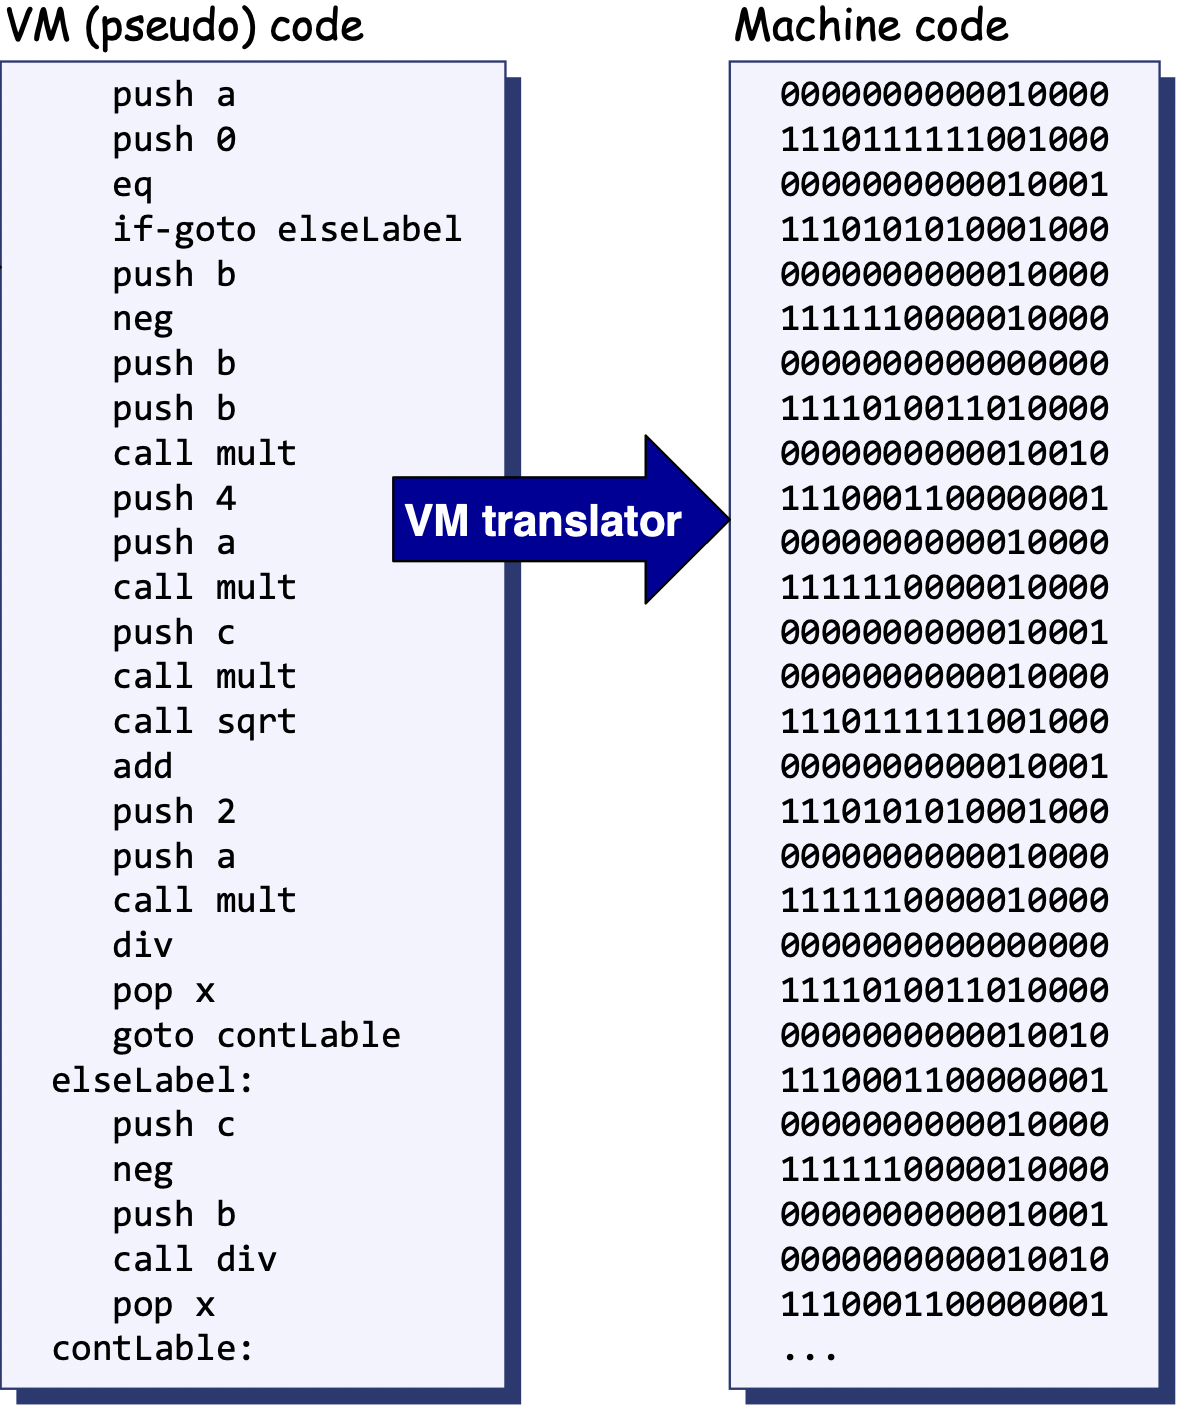 VM (pseudo) code
push a
push 0
eq
if-goto elseLabel
push b
neg
push b
push b
call mult
push 4
push a
call mult
push c
call mult
call sqrt
add
push 2
push a
call mult
div
pop x
goto contLable
elseLabel:
push c
neg
push b
call div
pop x
contLable:
VM translator
Machine code
0000000000010000
1110111111001000
0000000000010001
1110101010001000
0000000000010000
1111110000010000
0000000000000000
1111010011010000
0000000000010010
1110001100000001
0000000000010000
1111110000010000
0000000000010001
0000000000010000
1110111111001000
0000000000010001
1110101010001000
0000000000010000
1111110000010000
0000000000000000
1111010011010000
0000000000010010
1110001100000001
0000000000010000
1111110000010000
0000000000010001
0000000000010010
1110001100000001
...